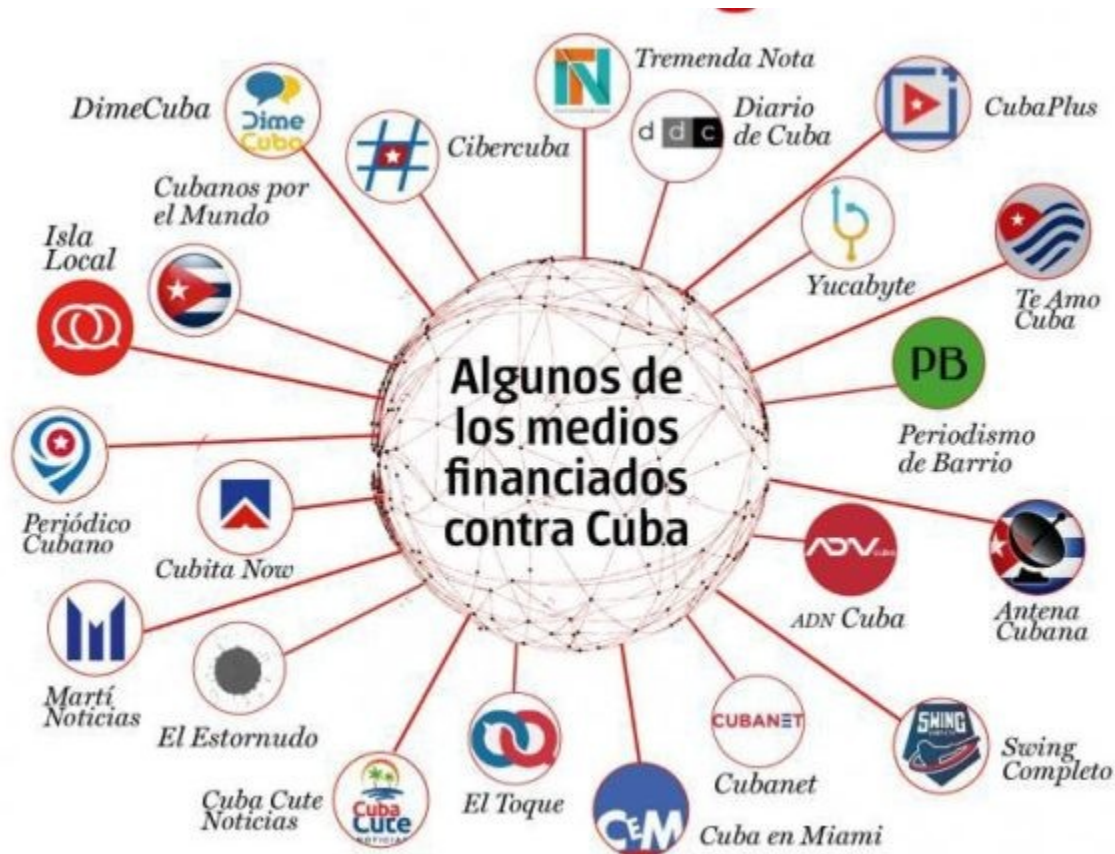 Tremenda Nota
TN
DimeCuba
Dime
Cuba
Cibercuba
d d c
Diario
de Cuba
CubaPlus
Cubanos por
el Mundo
Isla
Local
Yucabyte
Te Amo
Cuba
Algunos de
los medios
financiados
contra Cuba
PB
Periodismo
de Barrio
Periódico
Cubano
Cubita Now
ADN
ADN Cuba
Antena
Cubana
Martí
Noticias
El Estornudo
CUBANET
Cubanet
SWING
Swing
Completo
Cuba Cute
Noticias
Cuba
Cute
NOTICIAS
El Toque
CeM
Cuba en Miami